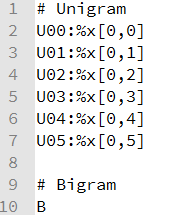 1 # Unigram
2 U00:%x[0,0]
3 U01:%x[0,1]
4 U02:%x[0,2]
5 U03:%x[0,3]
6 U04:%x[0,4]
7 U05:%x[0,5]
8
9 # Bigram
10 B